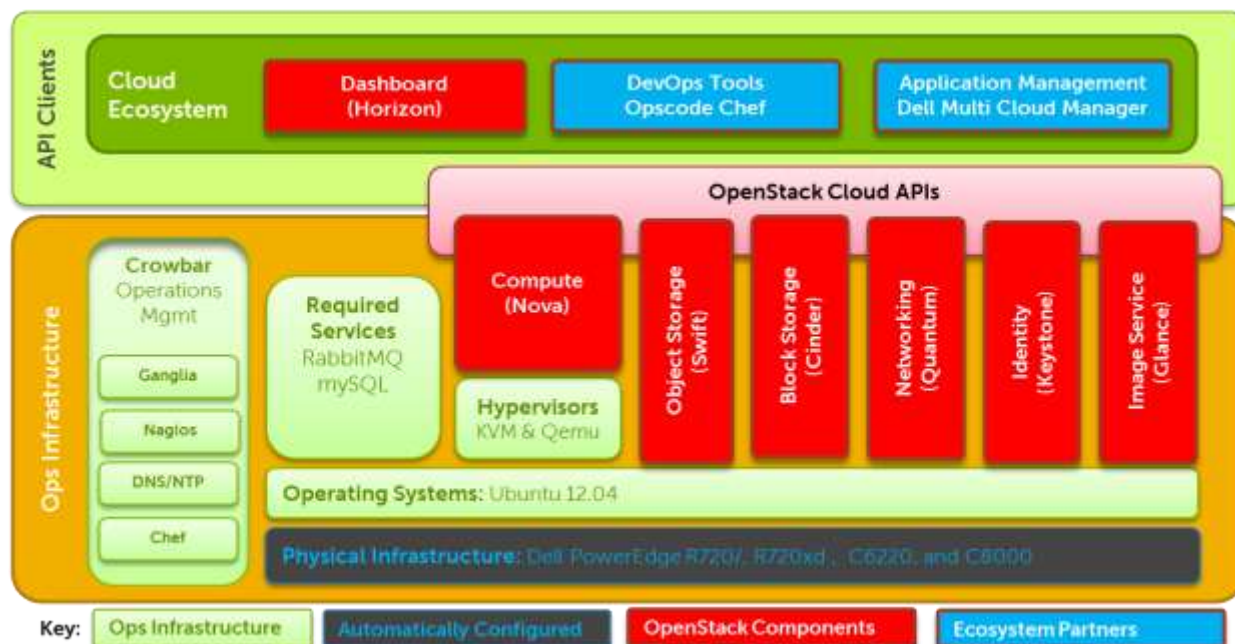 API Clients
Cloud
Ecosystem
Dashboard
(Horizon)
DevOps Tools
Opscode Chef
Application Management
Dell Multi Cloud Manager
OpenStack Cloud APIs
Ops Infrastructure
Crowbar
Operations
Mgmt
Ganglia
Nagios
DNS/NTP
Chef
Required
Services
RabbitMQ
mySQL
Compute
(Nova)
Hypervisors
KVM & Qemu
Object Storage
(Swift)
Block Storage
(Cinder)
Networking
(Quantum)
Identity
(Keystone)
Image Service
(Glance)
Operating Systems: Ubuntu 12.04
Physical Infrastructure: Dell PowerEdge R720/, R720xd , C6220, and C8000
Key:
Ops Infrastructure
Automatically Configured
OpenStack Components
Ecosystem Partners